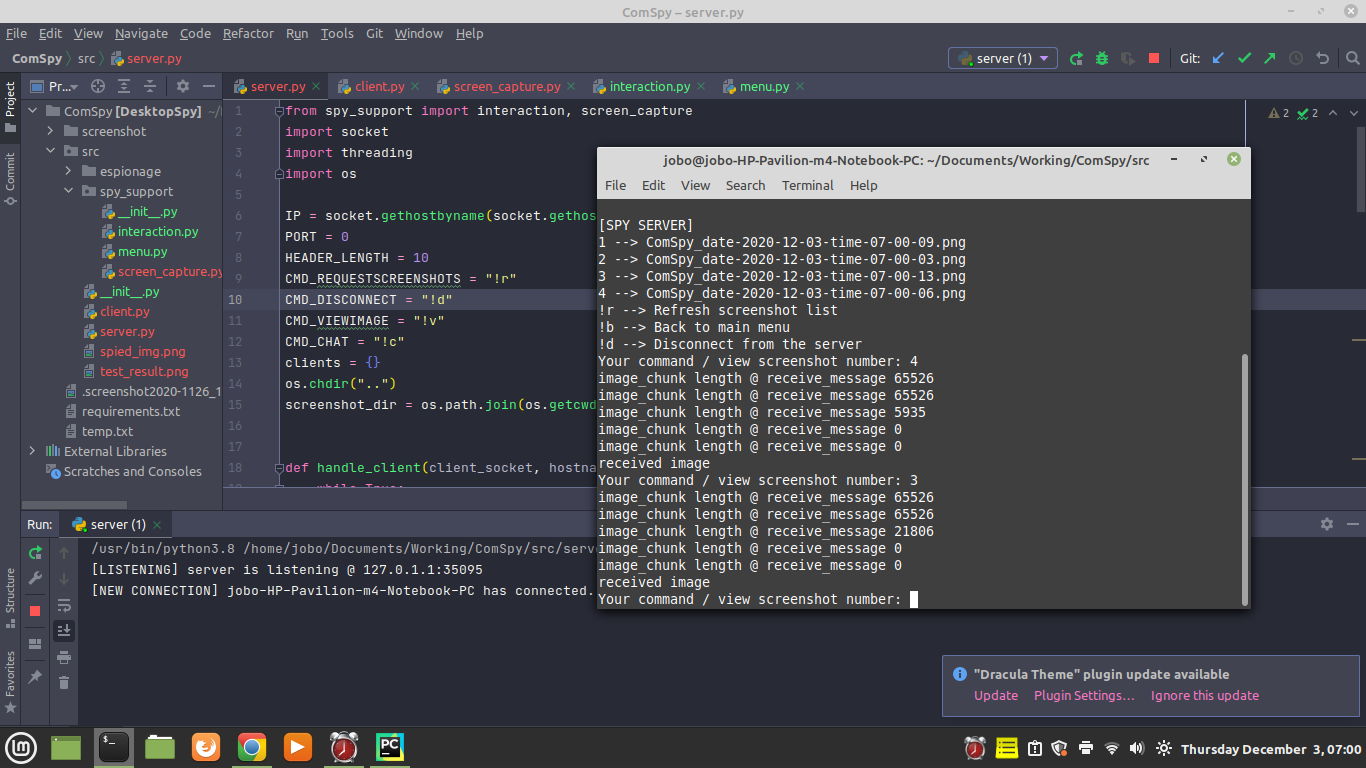 ComSpy – server.py
File Edit View Navigate Code Refactor Run Tools Git Window Help
ComSpy src server.py
server (1) Git:
Project
Commit
Structure
Favorites
Pr...
ComSpy [DesktopSpy] ~/
screenshot
src
espionage
spy_support
__init__.py
interaction.py
menu.py
screen_capture.py
__init__.py
client.py
server.py
spied_img.png
test_result.png
.screenshot2020-1126_1
requirements.txt
temp.txt
External Libraries
Scratches and Consoles
server.py client.py screen_capture.py interaction.py menu.py
2 2
1 from spy_support import interaction, screen_capture
2 import socket
3 import threading
4 import os
5
6 IP = socket.gethostbyname(socket.gethos
7 PORT = 0
8 HEADER_LENGTH = 10
9 CMD_REQUESTSCREENSHOTS = "!r"
10 CMD_DISCONNECT = "!d"
11 CMD_VIEWIMAGE = "!v"
12 CMD_CHAT = "!c"
13 clients = {}
14 os.chdir("..")
15 screenshot_dir = os.path.join(os.getcwd
16
17
18 def handle_client(client_socket, hostna
19 while True:
Run: server (1)
/usr/bin/python3.8 /home/jobo/Documents/Working/ComSpy/src/serv
[LISTENING] server is listening @ 127.0.1.1:35095
[NEW CONNECTION] jobo-HP-Pavilion-m4-Notebook-PC has connected.
jobo@jobo-HP-Pavilion-m4-Notebook-PC: ~/Documents/Working/ComSpy/src
File Edit View Search Terminal Help
[SPY SERVER]
1 --> ComSpy_date-2020-12-03-time-07-00-09.png
2 --> ComSpy_date-2020-12-03-time-07-00-03.png
3 --> ComSpy_date-2020-12-03-time-07-00-13.png
4 --> ComSpy_date-2020-12-03-time-07-00-06.png
!r --> Refresh screenshot list
!b --> Back to main menu
!d --> Disconnect from the server
Your command / view screenshot number: 4
image_chunk length @ receive_message 65526
image_chunk length @ receive_message 65526
image_chunk length @ receive_message 5935
image_chunk length @ receive_message 0
image_chunk length @ receive_message 0
received image
Your command / view screenshot number: 3
image_chunk length @ receive_message 65526
image_chunk length @ receive_message 65526
image_chunk length @ receive_message 21806
image_chunk length @ receive_message 0
image_chunk length @ receive_message 0
received image
Your command / view screenshot number:
"Dracula Theme" plugin update available
Update Plugin Settings... Ignore this update
$_
PC
Thursday December 3, 07:00